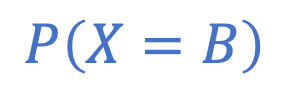 P(X = B)